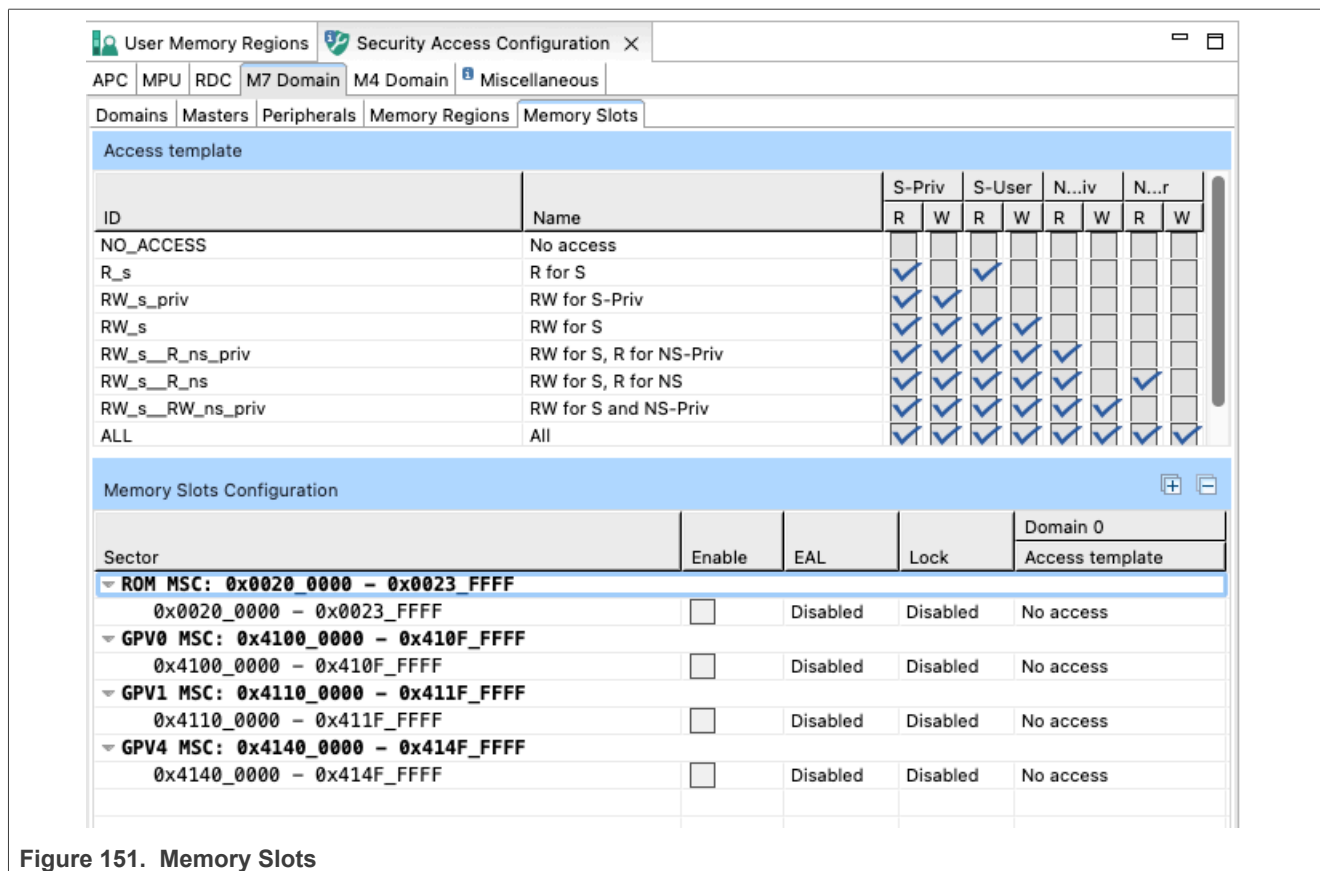 User Memory Regions Security Access Configuration
APC MPU RDC M7 Domain M4 Domain Miscellaneous
Domains Masters Peripherals Memory Regions Memory Slots
Access template
S-Priv S-User N...iv N...r
ID Name R W R W R W R W
NO_ACCESS No access
R_s R for S
RW_s_priv RW for S-Priv
RW_s RW for S
RW_s__R_ns_priv RW for S, R for NS-Priv
RW_s__R_ns RW for S, R for NS
RW_s__RW_ns_priv RW for S and NS-Priv
ALL All
Memory Slots Configuration
Domain 0
Sector Enable EAL Lock Access template
ROM MSC: 0x0020_0000 – 0x0023_FFFF
0x0020_0000 – 0x0023_FFFF Disabled Disabled No access
GPV0 MSC: 0x4100_0000 – 0x410F_FFFF
0x4100_0000 – 0x410F_FFFF Disabled Disabled No access
GPV1 MSC: 0x4110_0000 – 0x411F_FFFF
0x4110_0000 – 0x411F_FFFF Disabled Disabled No access
GPV4 MSC: 0x4140_0000 – 0x414F_FFFF
0x4140_0000 – 0x414F_FFFF Disabled Disabled No access
Figure 151. Memory Slots